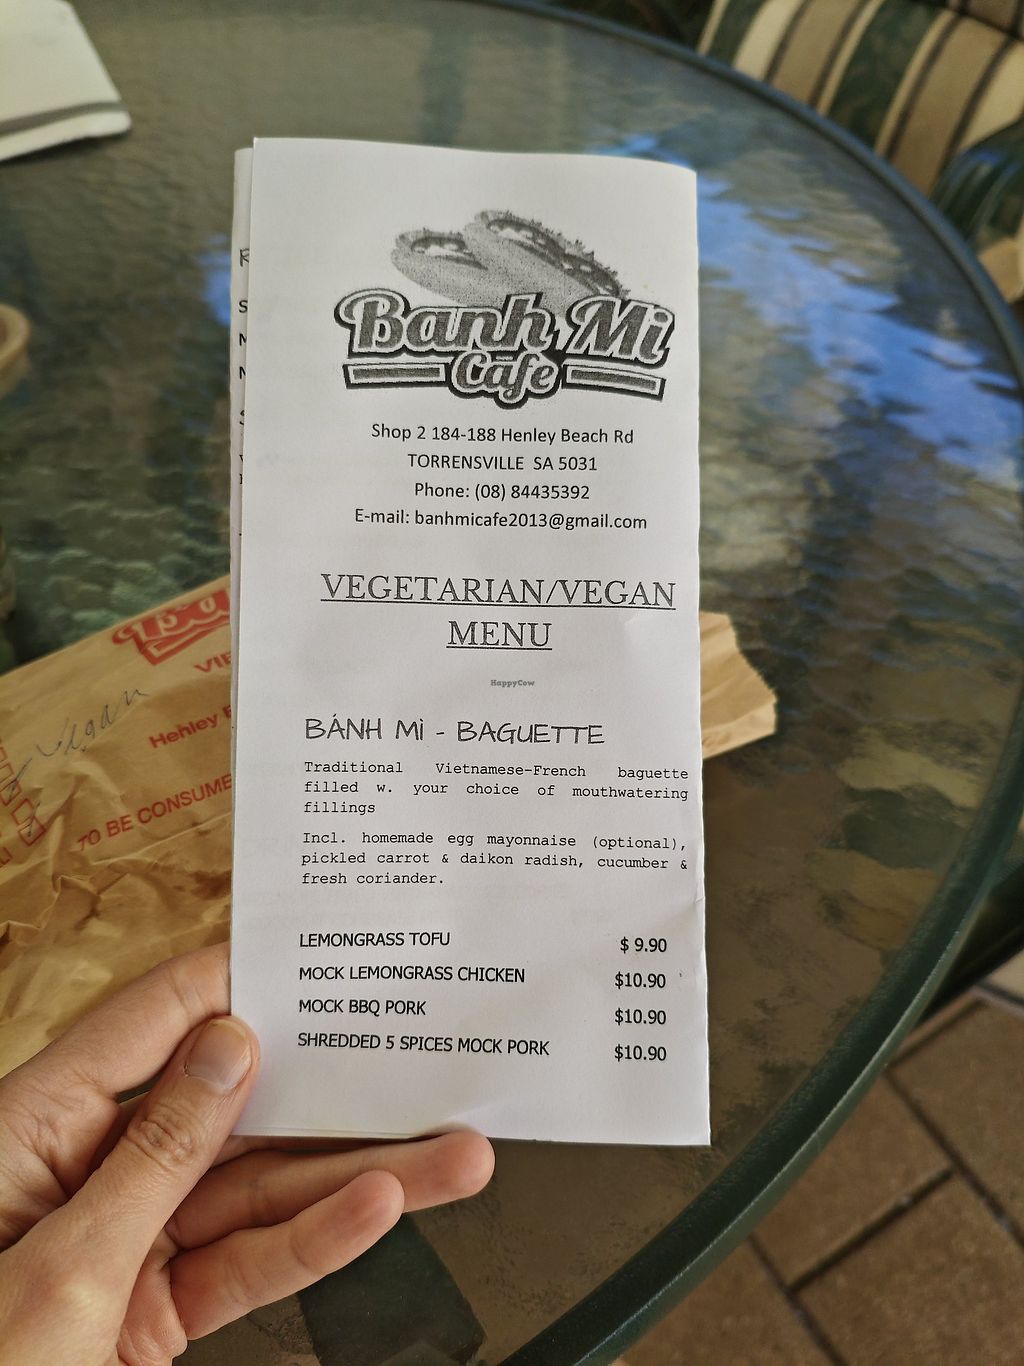 Banh Mi
Cafe
Shop 2 184-188 Henley Beach Rd
TORRENSVILLE SA 5031
Phone: (08) 84435392
E-mail: banhmicafe2013@gmail.com
VEGETARIAN/VEGAN
MENU
HappyCow
BÁNH MÌ - BAGUETTE
Traditional Vietnamese-French baguette
filled w. your choice of mouthwatering
fillings
Incl. homemade egg mayonnaise (optional),
pickled carrot & daikon radish, cucumber &
fresh coriander.
LEMONGRASS TOFU $ 9.90
MOCK LEMONGRASS CHICKEN $10.90
MOCK BBQ PORK $10.90
SHREDDED 5 SPICES MOCK PORK $10.90
Vegan
Hehley
TO BE CONSUME